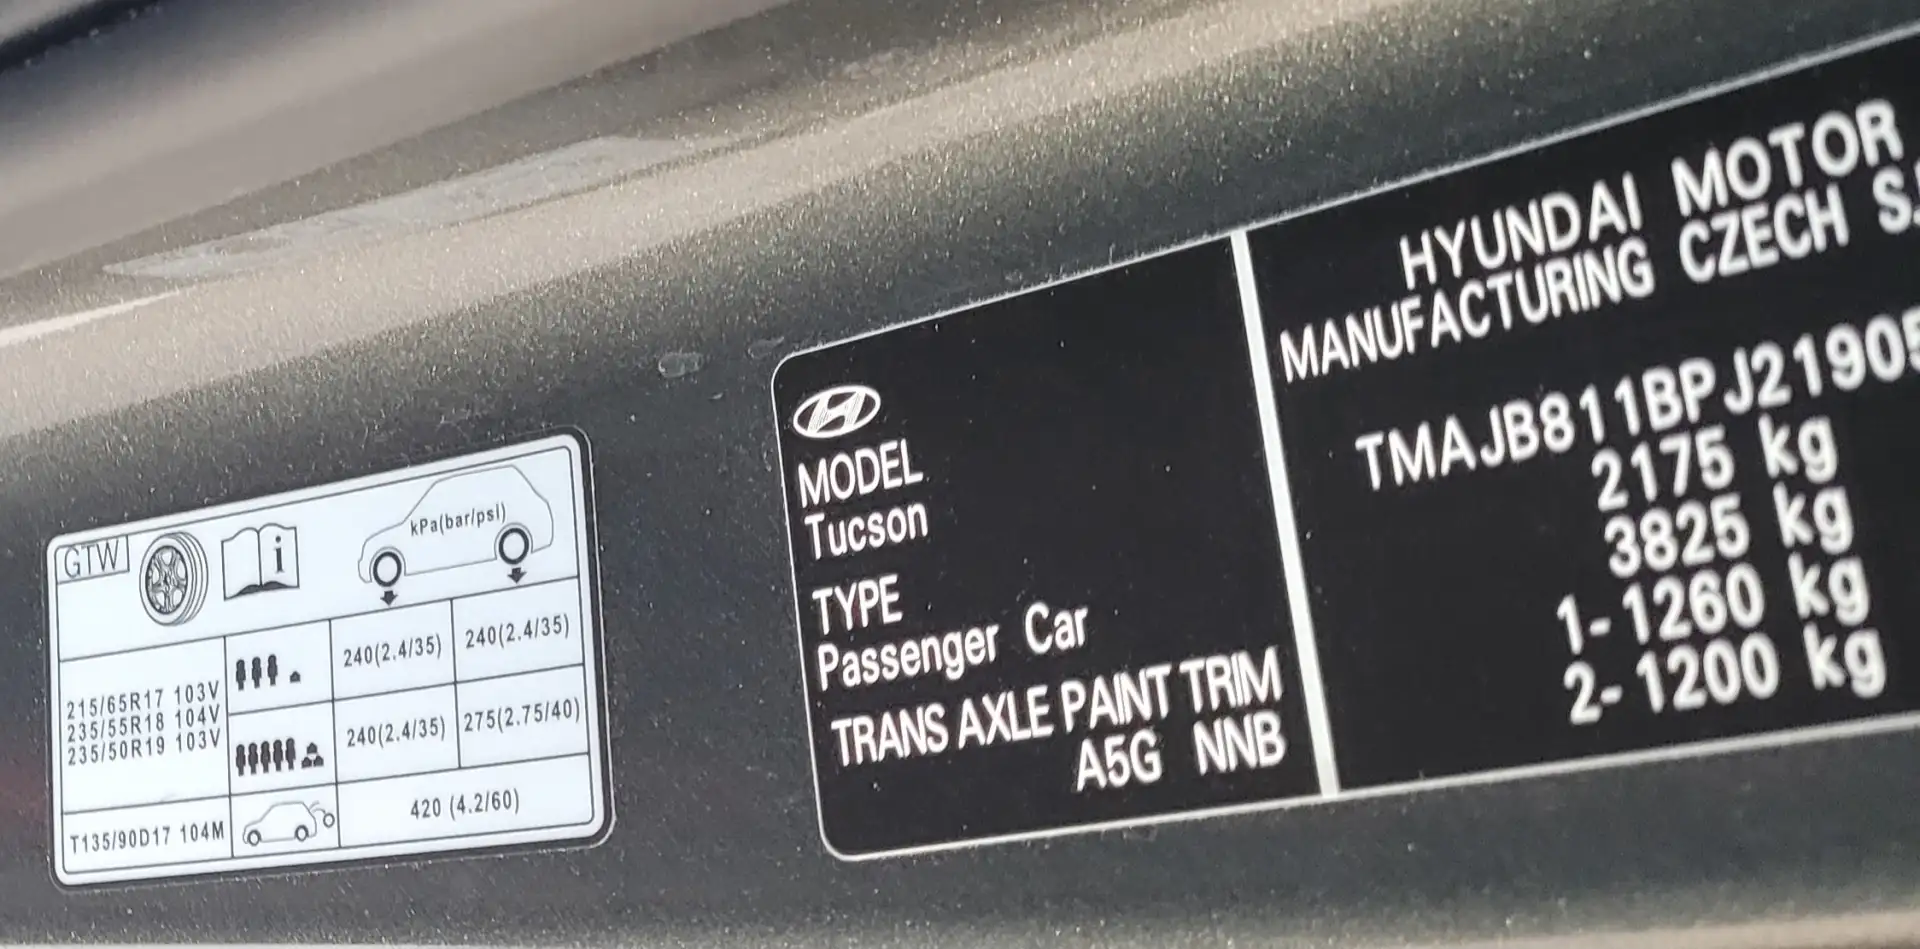 GTW
i
kPa(bar/psi)
215/65R17 103V
235/55R18 104V
235/50R19 103V
240(2.4/35) 240(2.4/35)
240(2.4/35) 275(2.75/40)
T135/90D17 104M
420 (4.2/60)
MODEL
Tucson
TYPE
Passenger Car
TRANS AXLE PAINT TRIM
A5G NNB
HYUNDAI MOTOR
MANUFACTURING CZECH S.
TMAJB811BPJ21905
2175 kg
3825 kg
1- 1260 kg
2- 1200 kg